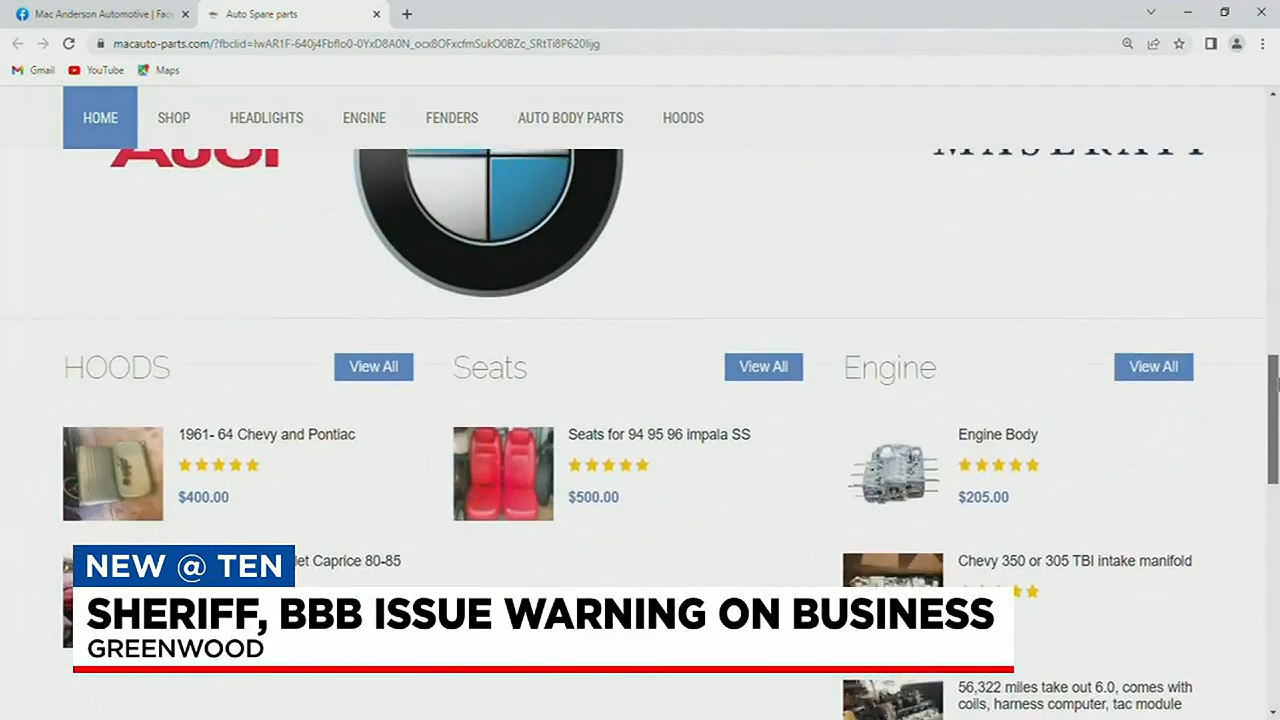 Mac Anderson Automotive | Fac
Auto Spare parts
macauto-parts.com/?fbclid=IwAR1F-640j4Fbflo0-0YxD8A0N_ocx8OFxcfmSukO0BZc_SRtTi8P620lijg
Gmail
YouTube
Maps
HOME
SHOP
HEADLIGHTS
ENGINE
FENDERS
AUTO BODY PARTS
HOODS
Audi
MASERATI
HOODS
View All
Seats
View All
Engine
View All
1961- 64 Chevy and Pontiac
$400.00
Seats for 94 95 96 impala SS
$500.00
Engine Body
$205.00
let Caprice 80-85
Chevy 350 or 305 TBI intake manifold
NEW @ TEN
SHERIFF, BBB ISSUE WARNING ON BUSINESS
GREENWOOD
56,322 miles take out 6.0, comes with
coils, harness computer, tac module